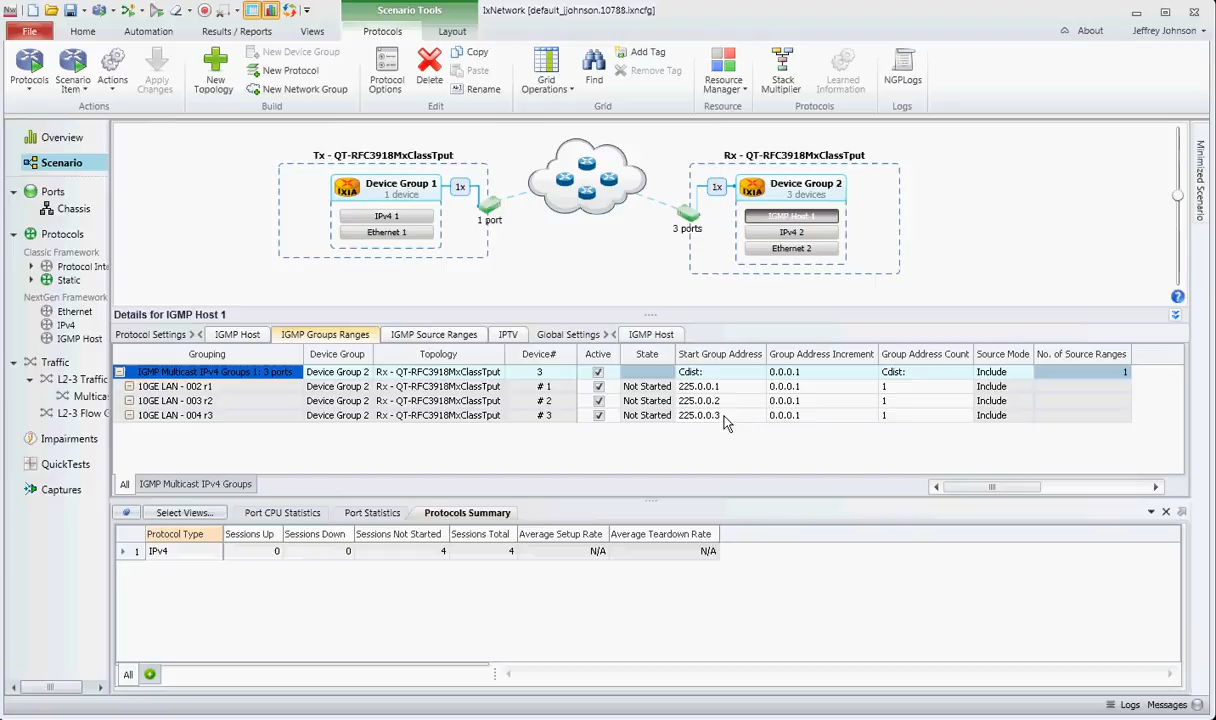 Scenario Tools
IxNetwork [default_jjohnson.10788.ixncfg]
File Home Automation Results / Reports Views Protocols Layout About Jeffrey Johnson
Protocols
Scenario Item
Actions
Apply Changes
Actions
New Topology
New Device Group
New Protocol
New Network Group
Build
Protocol Options
Delete
Copy
Paste
Rename
Edit
Grid Operations
Find
Add Tag
Remove Tag
Grid
Resource Manager
Resource
Stack Multiplier
Learned Information
Protocols
NGPLogs
Logs
Overview
Scenario
Ports
Chassis
Protocols
Classic Framework
Protocol Inte
Static
NextGen Framework
Ethernet
IPv4
IGMP Host
Traffic
L2-3 Traffic
Multica
L2-3 Flow G
Impairments
QuickTests
Captures
Tx - QT-RFC3918MxClassTput
Device Group 1
1 device
1x
IPv4 1
Ethernet 1
1 port
Rx - QT-RFC3918MxClassTput
1x
Device Group 2
3 devices
IGMP Host 1
IPv4 2
Ethernet 2
3 ports
Minimized Scenario
Details for IGMP Host 1
Protocol Settings IGMP Host IGMP Groups Ranges IGMP Source Ranges IPTV Global Settings IGMP Host
Grouping Device Group Topology Device# Active State Start Group Address Group Address Increment Group Address Count Source Mode No. of Source Ranges
IGMP Multicast IPv4 Groups 1: 3 ports Device Group 2 Rx - QT-RFC3918MxClassTput 3 Cdist: 0.0.0.1 Cdist: Include 1
10GE LAN - 002 r1 Device Group 2 Rx - QT-RFC3918MxClassTput # 1 Not Started 225.0.0.1 0.0.0.1 1 Include
10GE LAN - 003 r2 Device Group 2 Rx - QT-RFC3918MxClassTput # 2 Not Started 225.0.0.2 0.0.0.1 1 Include
10GE LAN - 004 r3 Device Group 2 Rx - QT-RFC3918MxClassTput # 3 Not Started 225.0.0.3 0.0.0.1 1 Include
All IGMP Multicast IPv4 Groups
Select Views... Port CPU Statistics Port Statistics Protocols Summary
Protocol Type Sessions Up Sessions Down Sessions Not Started Sessions Total Average Setup Rate Average Teardown Rate
1 IPv4 0 0 4 4 N/A N/A
All
Logs Messages